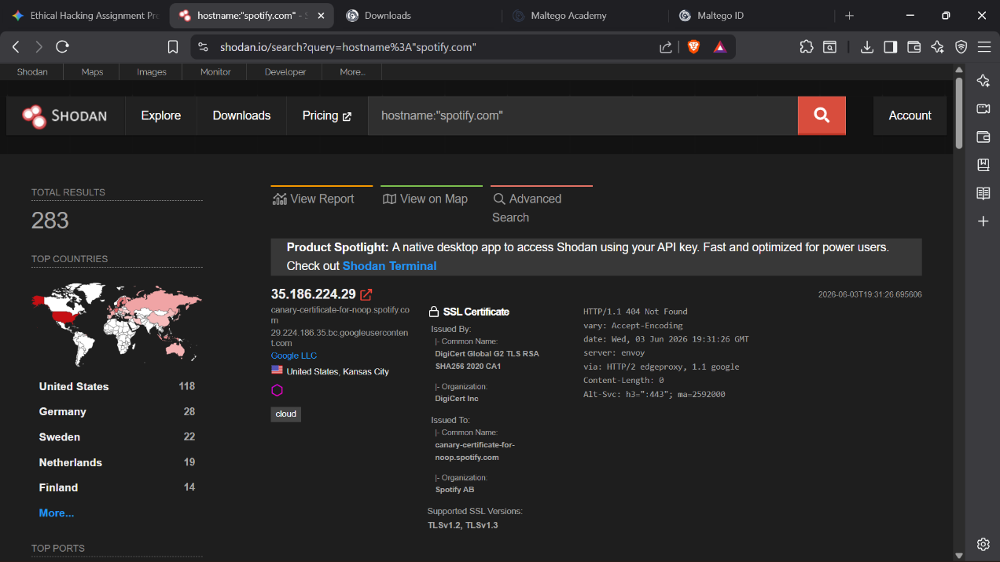 Ethical Hacking Assignment Pr
hostname:"spotify.com" - S
Downloads
Maltego Academy
Maltego ID
shodan.io/search?query=hostname%3A"spotify.com"
Shodan
Maps
Images
Monitor
Developer
More...
SHODAN
Explore
Downloads
Pricing
hostname:"spotify.com"
Account
TOTAL RESULTS
283
TOP COUNTRIES
United States 118
Germany 28
Sweden 22
Netherlands 19
Finland 14
More...
TOP PORTS
View Report
View on Map
Advanced
Search
Product Spotlight: A native desktop app to access Shodan using your API key. Fast and optimized for power users.
Check out Shodan Terminal
35.186.224.29
2026-06-03T19:31:26.695606
canary-certificate-for-noop.spotify.co
m
29.224.186.35.bc.googleuserconten
t.com
Google LLC
United States, Kansas City
cloud
SSL Certificate
Issued By:
|- Common Name:
DigiCert Global G2 TLS RSA
SHA256 2020 CA1
|- Organization:
DigiCert Inc
Issued To:
|- Common Name:
canary-certificate-for-
noop.spotify.com
|- Organization:
Spotify AB
Supported SSL Versions:
TLSv1.2, TLSv1.3
HTTP/1.1 404 Not Found
vary: Accept-Encoding
date: Wed, 03 Jun 2026 19:31:26 GMT
server: envoy
via: HTTP/2 edgeproxy, 1.1 google
Content-Length: 0
Alt-Svc: h3=":443"; ma=2592000